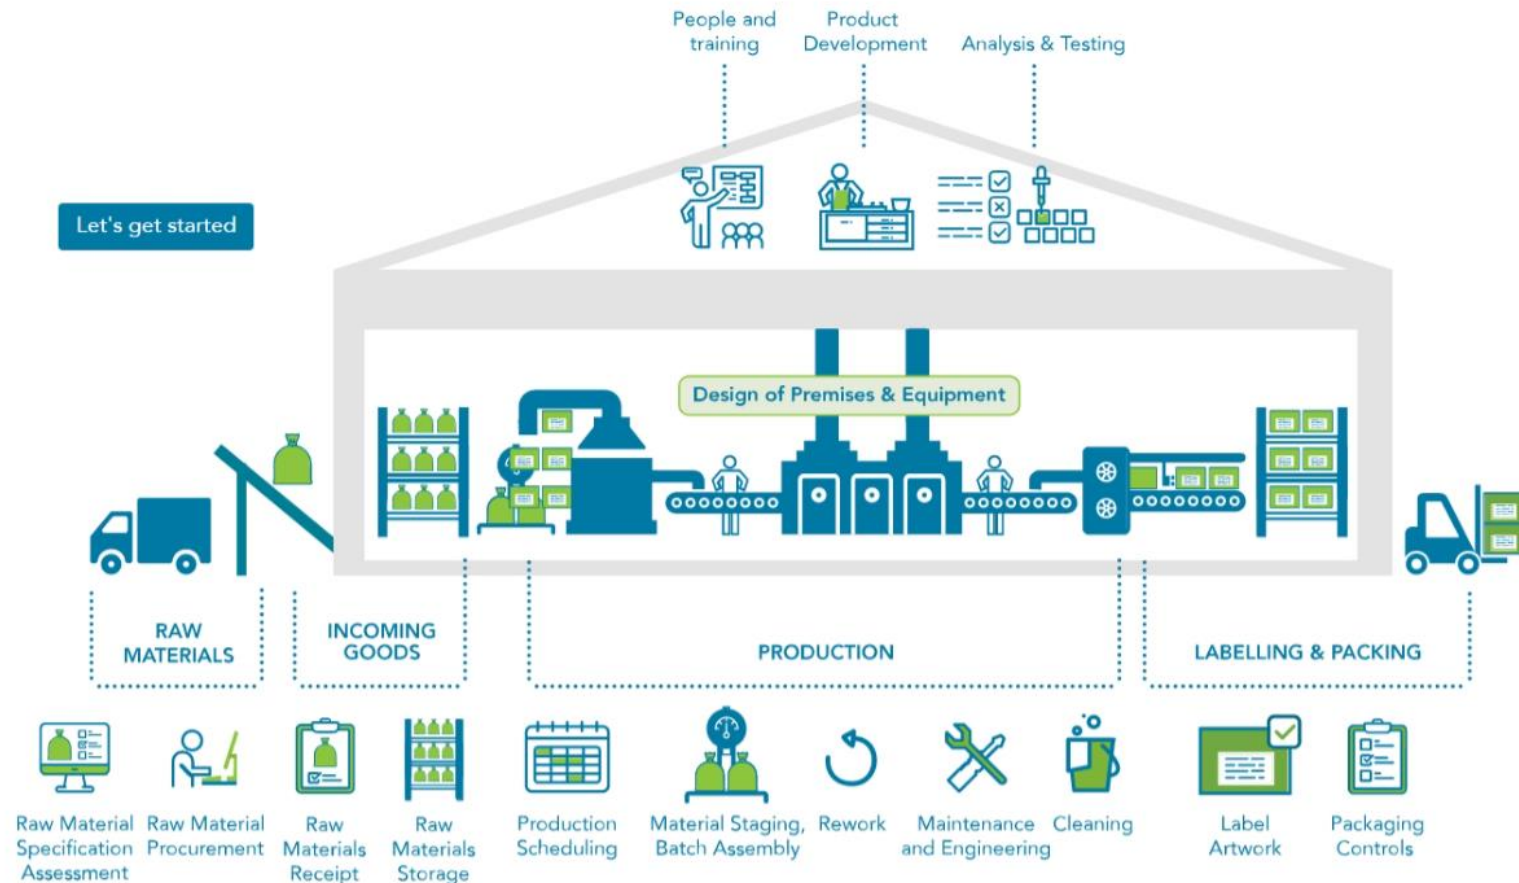 People and
training
Product
Development
Analysis & Testing
Let's get started
Design of Premises & Equipment
RAW
MATERIALS
INCOMING
GOODS
PRODUCTION
LABELLING & PACKING
Raw Material
Specification
Assessment
Raw Material
Procurement
Raw
Materials
Receipt
Raw
Materials
Storage
Production
Scheduling
Material Staging,
Batch Assembly
Rework
Maintenance
and Engineering
Cleaning
Label
Artwork
Packaging
Controls